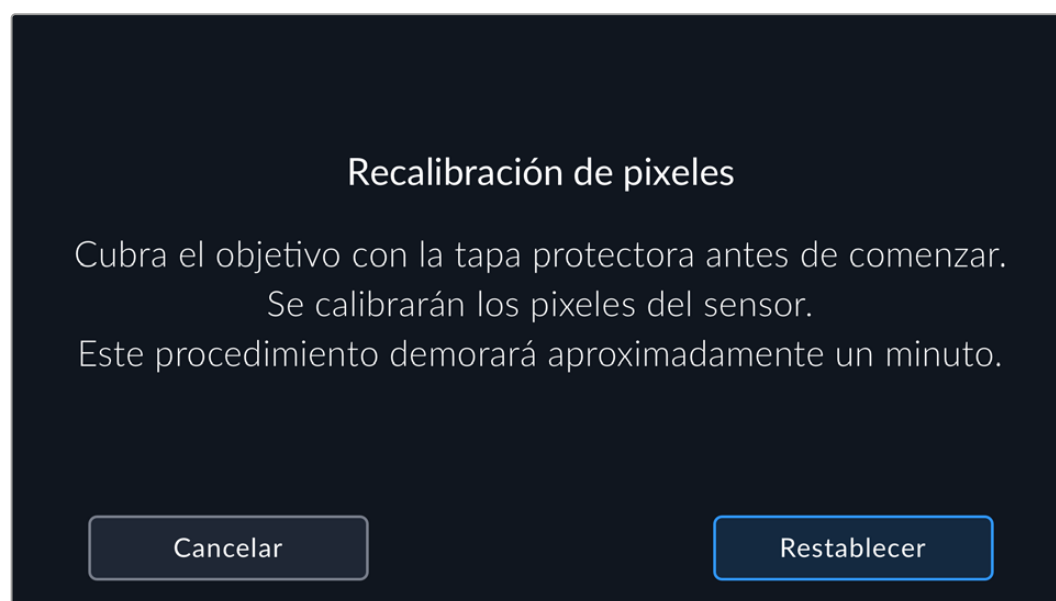 Recalibración de pixeles
Cubra el objetivo con la tapa protectora antes de comenzar.
Se calibrarán los pixeles del sensor.
Este procedimiento demorará aproximadamente un minuto.
Cancelar
Restablecer